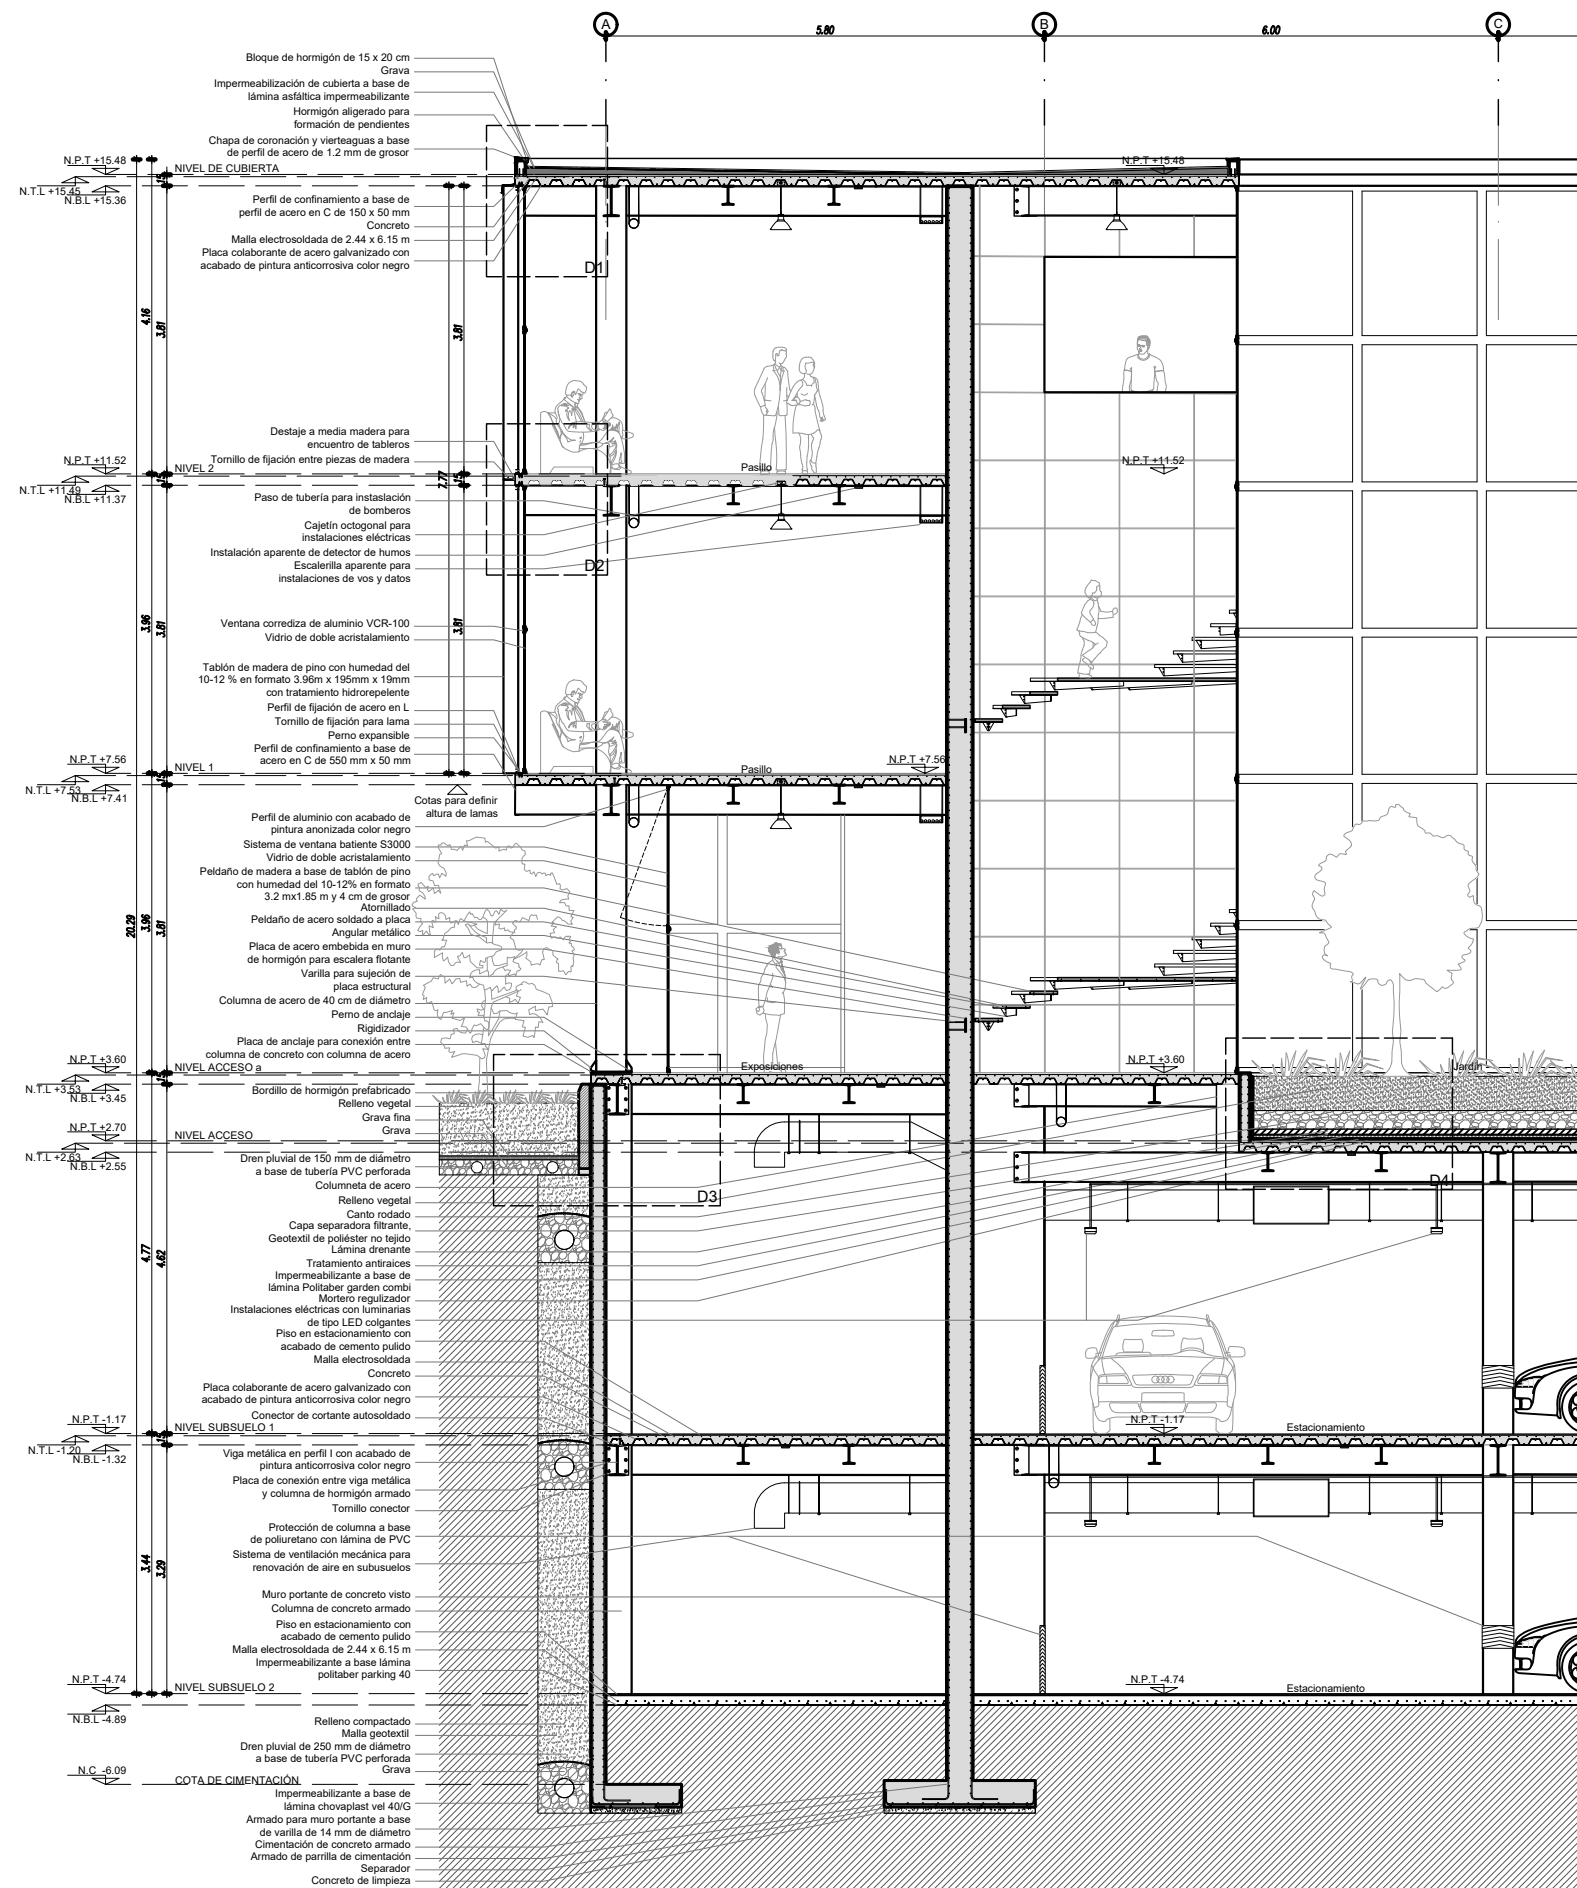 A
B
C
5.80
6.00
Bloque de hormigón de 15 x 20 cm
Grava
Impermeabilización de cubierta a base de
lámina asfáltica impermeabilizante
Hormigón aligerado para
formación de pendientes
Chapa de coronación y vierteaguas a base
de perfil de acero de 1.2 mm de grosor
N.P.T +15.48
NIVEL DE CUBIERTA
N.P.T +15.48
N.T.L +15.45
N.B.L +15.36
15
Perfil de confinamiento a base de
perfil de acero en C de 150 x 50 mm
Concreto
Malla electrosoldada de 2.44 x 6.15 m
Placa colaborante de acero galvanizado con
acabado de pintura anticorrosiva color negro
D1
4.16
3.81
3.81
Destaje a media madera para
encuentro de tableros
Tornillo de fijación entre piezas de madera
N.P.T +11.52
NIVEL 2
Pasillo
N.P.T +11.52
N.T.L +11.49
N.B.L +11.37
15
7.77
15
Paso de tubería para instaslación
de bomberos
Cajetín octogonal para
instalaciones eléctricas
Instalación aparente de detector de humos
Escalerilla aparente para
instalaciones de vos y datos
D2
3.96
3.81
3.81
Ventana corrediza de aluminio VCR-100
Vidrio de doble acristalamiento
Tablón de madera de pino con humedad del
10-12 % en formato 3.96m x 195mm x 19mm
con tratamiento hidrorepelente
Perfil de fijación de acero en L
Tornillo de fijación para lama
Perno expansible
Perfil de confinamiento a base de
acero en C de 550 mm x 50 mm
N.P.T +7.56
NIVEL 1
Pasillo
N.P.T +7.56
N.T.L +7.53
N.B.L +7.41
15
Cotas para definir
altura de lamas
Perfil de aluminio con acabado de
pintura anonizada color negro
Sistema de ventana batiente S3000
Vidrio de doble acristalamiento
Peldaño de madera a base de tablón de pino
con humedad del 10-12% en formato
3.2 mx1.85 m y 4 cm de grosor
Atornillado
Peldaño de acero soldado a placa
Angular metálico
Placa de acero embebida en muro
de hormigón para escalera flotante
Varilla para sujeción de
placa estructural
Columna de acero de 40 cm de diámetro
Perno de anclaje
Rigidizador
Placa de anclaje para conexión entre
columna de concreto con columna de acero
20.29
3.96
3.81
N.P.T +3.60
NIVEL ACCESO a
Exposiciones
N.P.T +3.60
Jardín
N.T.L +3.53
N.B.L +3.45
15
Bordillo de hormigón prefabricado
Relleno vegetal
Grava fina
Grava
N.P.T +2.70
NIVEL ACCESO
N.T.L +2.63
N.B.L +2.55
Dren pluvial de 150 mm de diámetro
a base de tubería PVC perforada
Columneta de acero
D3
D4
Relleno vegetal
Canto rodado
Capa separadora filtrante,
Geotextil de poliéster no tejido
Lámina drenante
Tratamiento antiraices
Impermeabilizante a base de
lámina Politaber garden combi
Mortero regulizador
Instalaciones eléctricas con luminarias
de tipo LED colgantes
Piso en estacionamiento con
acabado de cemento pulido
Malla electrosoldada
Concreto
Placa colaborante de acero galvanizado con
acabado de pintura anticorrosiva color negro
Conector de cortante autosoldado
4.77
4.62
N.P.T -1.17
NIVEL SUBSUELO 1
N.P.T -1.17
Estacionamiento
N.T.L -1.20
N.B.L -1.32
15
Viga metálica en perfil I con acabado de
pintura anticorrosiva color negro
Placa de conexión entre viga metálica
y columna de hormigón armado
Tornillo conector
Protección de columna a base
de poliuretano con lámina de PVC
Sistema de ventilación mecánica para
renovación de aire en subusuelos
3.44
3.29
Muro portante de concreto visto
Columna de concreto armado
Piso en estacionamiento con
acabado de cemento pulido
Malla electrosoldada de 2.44 x 6.15 m
Impermeabilizante a base lámina
politaber parking 40
N.P.T -4.74
NIVEL SUBSUELO 2
N.P.T -4.74
Estacionamiento
N.B.L -4.89
Relleno compactado
Malla geotextil
Dren pluvial de 250 mm de diámetro
a base de tubería PVC perforada
Grava
N.C -6.09
COTA DE CIMENTACIÓN
Impermeabilizante a base de
lámina chovaplast vel 40/G
Armado para muro portante a base
de varilla de 14 mm de diámetro
Cimentación de concreto armado
Armado de parrilla de cimentación
Separador
Concreto de limpieza